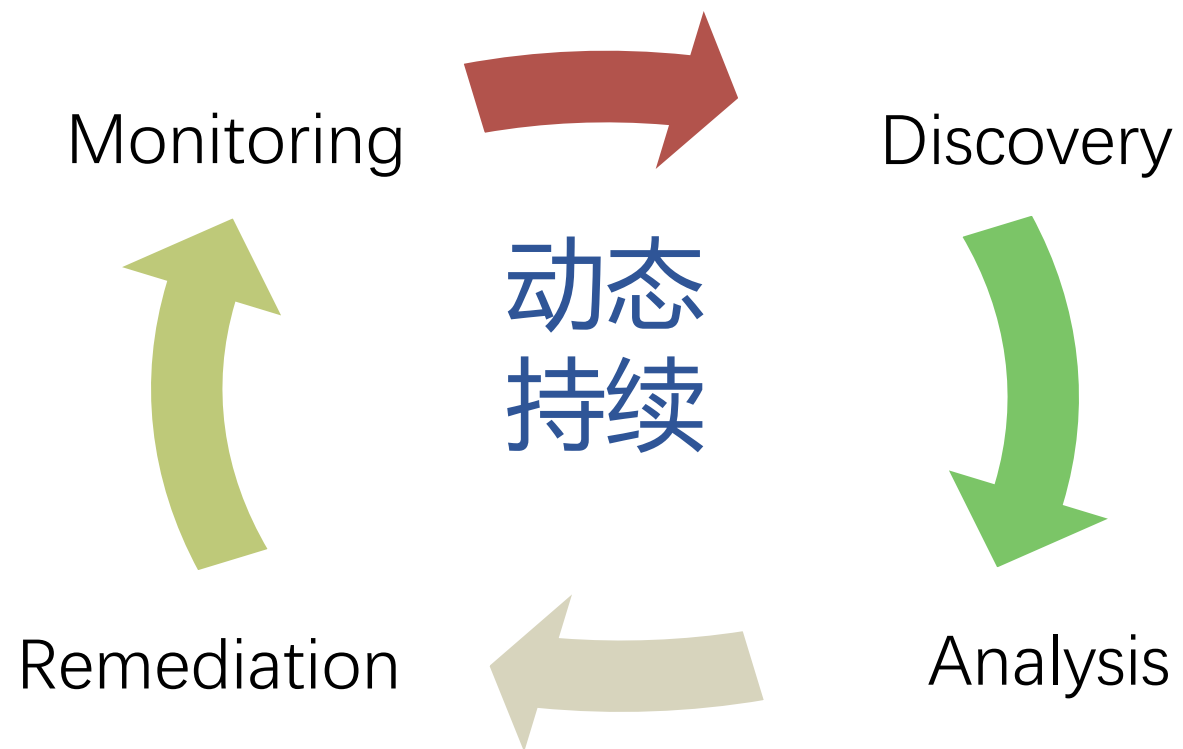 Monitoring
Discovery
动态
持续
Remediation
Analysis